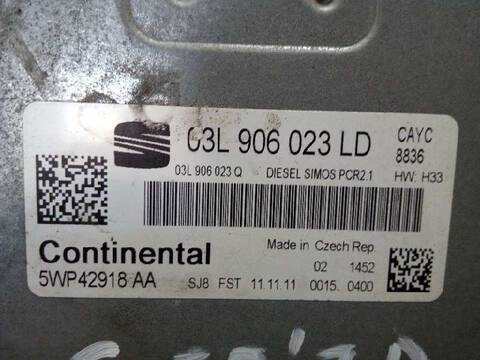 03L 906 023 LD CAYC
8836
03L 906 023 Q DIESEL SIMOS PCR2.1 HW: H33
Continental Made in Czech Rep
02 1452
5WP42918 AA SJ8 FST 11.11.11 0015. 0400